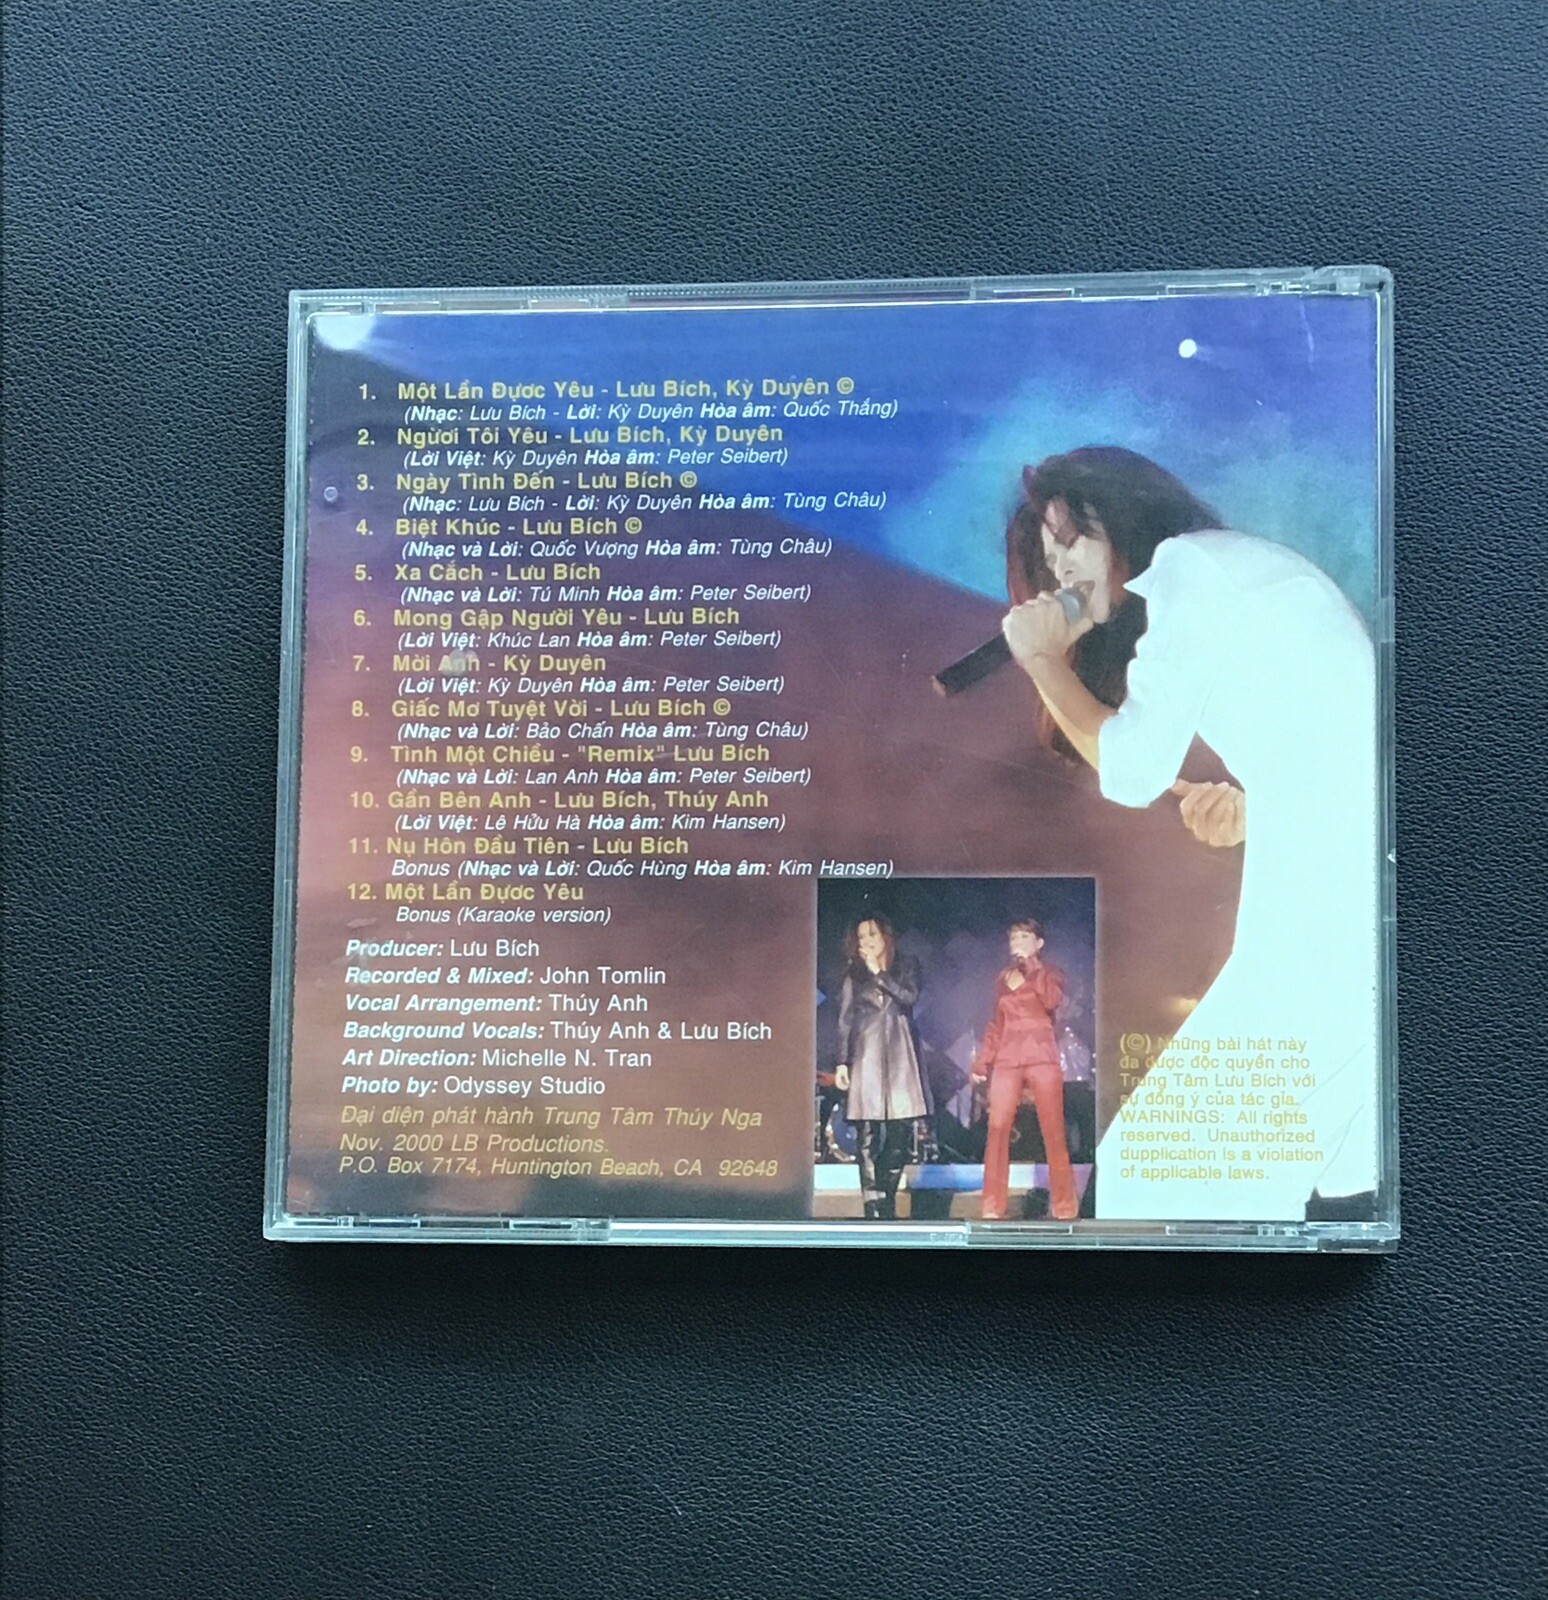 1. Một Lần Đựơc Yêu - Lưu Bích, Kỳ Duyên ©
(Nhạc: Lưu Bích - Lời: Kỳ Duyên Hòa âm: Quốc Thắng)
2. Ngừơi Tôi Yêu - Lưu Bích, Kỳ Duyên
(Lời Việt: Kỳ Duyên Hòa âm: Peter Seibert)
3. Ngày Tình Đến - Lưu Bích ©
(Nhạc: Lưu Bích - Lời: Kỳ Duyên Hòa âm: Tùng Châu)
4. Biệt Khúc - Lưu Bích ©
(Nhạc và Lời: Quốc Vượng Hòa âm: Tùng Châu)
5. Xa Cách - Lưu Bích
(Nhạc và Lời: Tú Minh Hòa âm: Peter Seibert)
6. Mong Gặp Người Yêu - Lưu Bích
(Lời Việt: Khúc Lan Hòa âm: Peter Seibert)
7. Mời Anh - Kỳ Duyên
(Lời Việt: Kỳ Duyên Hòa âm: Peter Seibert)
8. Giấc Mơ Tuyệt Vời - Lưu Bích ©
(Nhạc và Lời: Bảo Chấn Hòa âm: Tùng Châu)
9. Tình Một Chiều - "Remix" Lưu Bích
(Nhạc và Lời: Lan Anh Hòa âm: Peter Seibert)
10. Gần Bên Anh - Lưu Bích, Thúy Anh
(Lời Việt: Lê Hửu Hà Hòa âm: Kim Hansen)
11. Nụ Hôn Đầu Tiên - Lưu Bích
Bonus (Nhạc và Lời: Quốc Hùng Hòa âm: Kim Hansen)
12. Một Lần Đựơc Yêu
Bonus (Karaoke version)
Producer: Lưu Bích
Recorded & Mixed: John Tomlin
Vocal Arrangement: Thúy Anh
Background Vocals: Thúy Anh & Lưu Bích
Art Direction: Michelle N. Tran
Photo by: Odyssey Studio
Đại diện phát hành Trung Tâm Thúy Nga
Nov. 2000 LB Productions.
P.O. Box 7174, Huntington Beach, CA 92648
(©) Những bài hát này
đa được độc quyền cho
Trung Tâm Lưu Bích với
sự đồng ý của tác gỉa.
WARNINGS: All rights
reserved. Unauthorized
dupplication is a violation
of applicable laws.